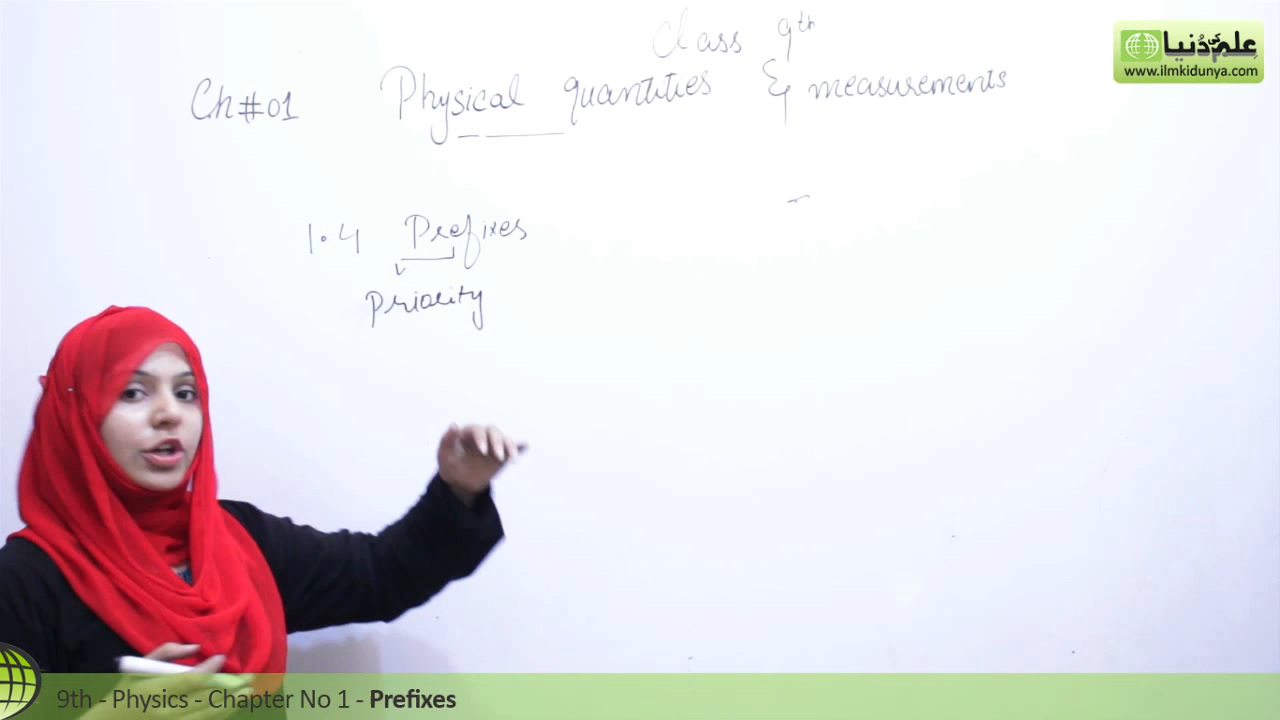 Class 9th
Ch#01 Physical quantities & measurements
1.4 Prefixes
Priority
علم کی دُنیا
www.ilmkidunya.com
9th - Physics - Chapter No 1 - Prefixes